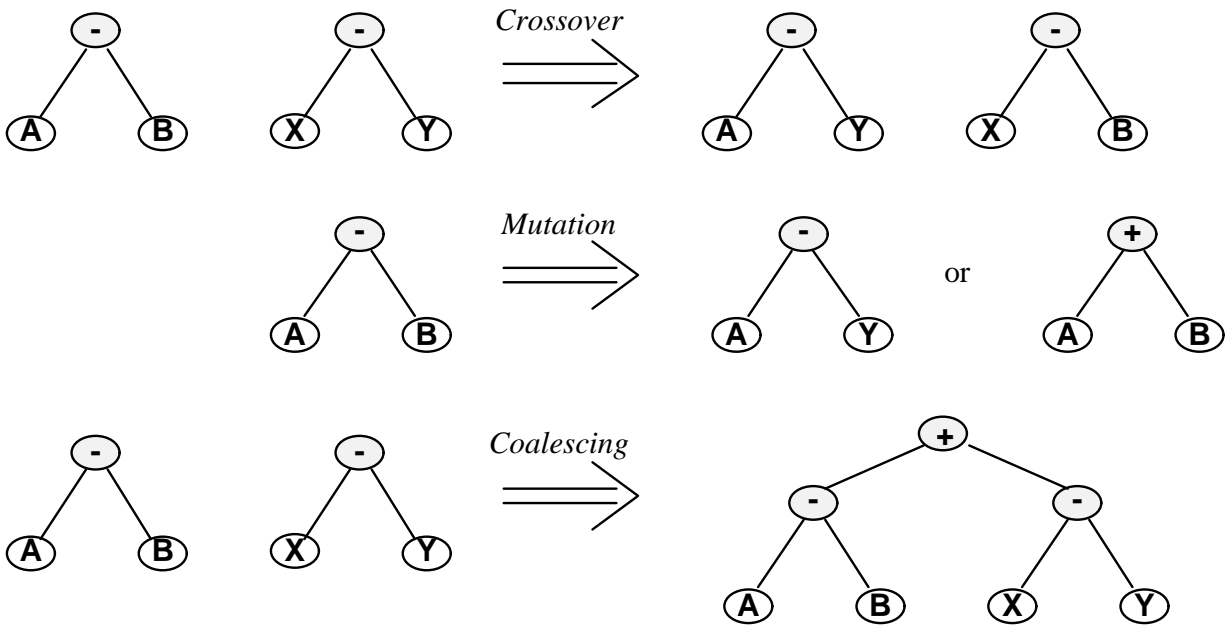 - - Crossover - -
A B X Y A Y X B
- Mutation - or +
A B A Y A B
- - Coalescing +
- -
A B X Y
A B X Y